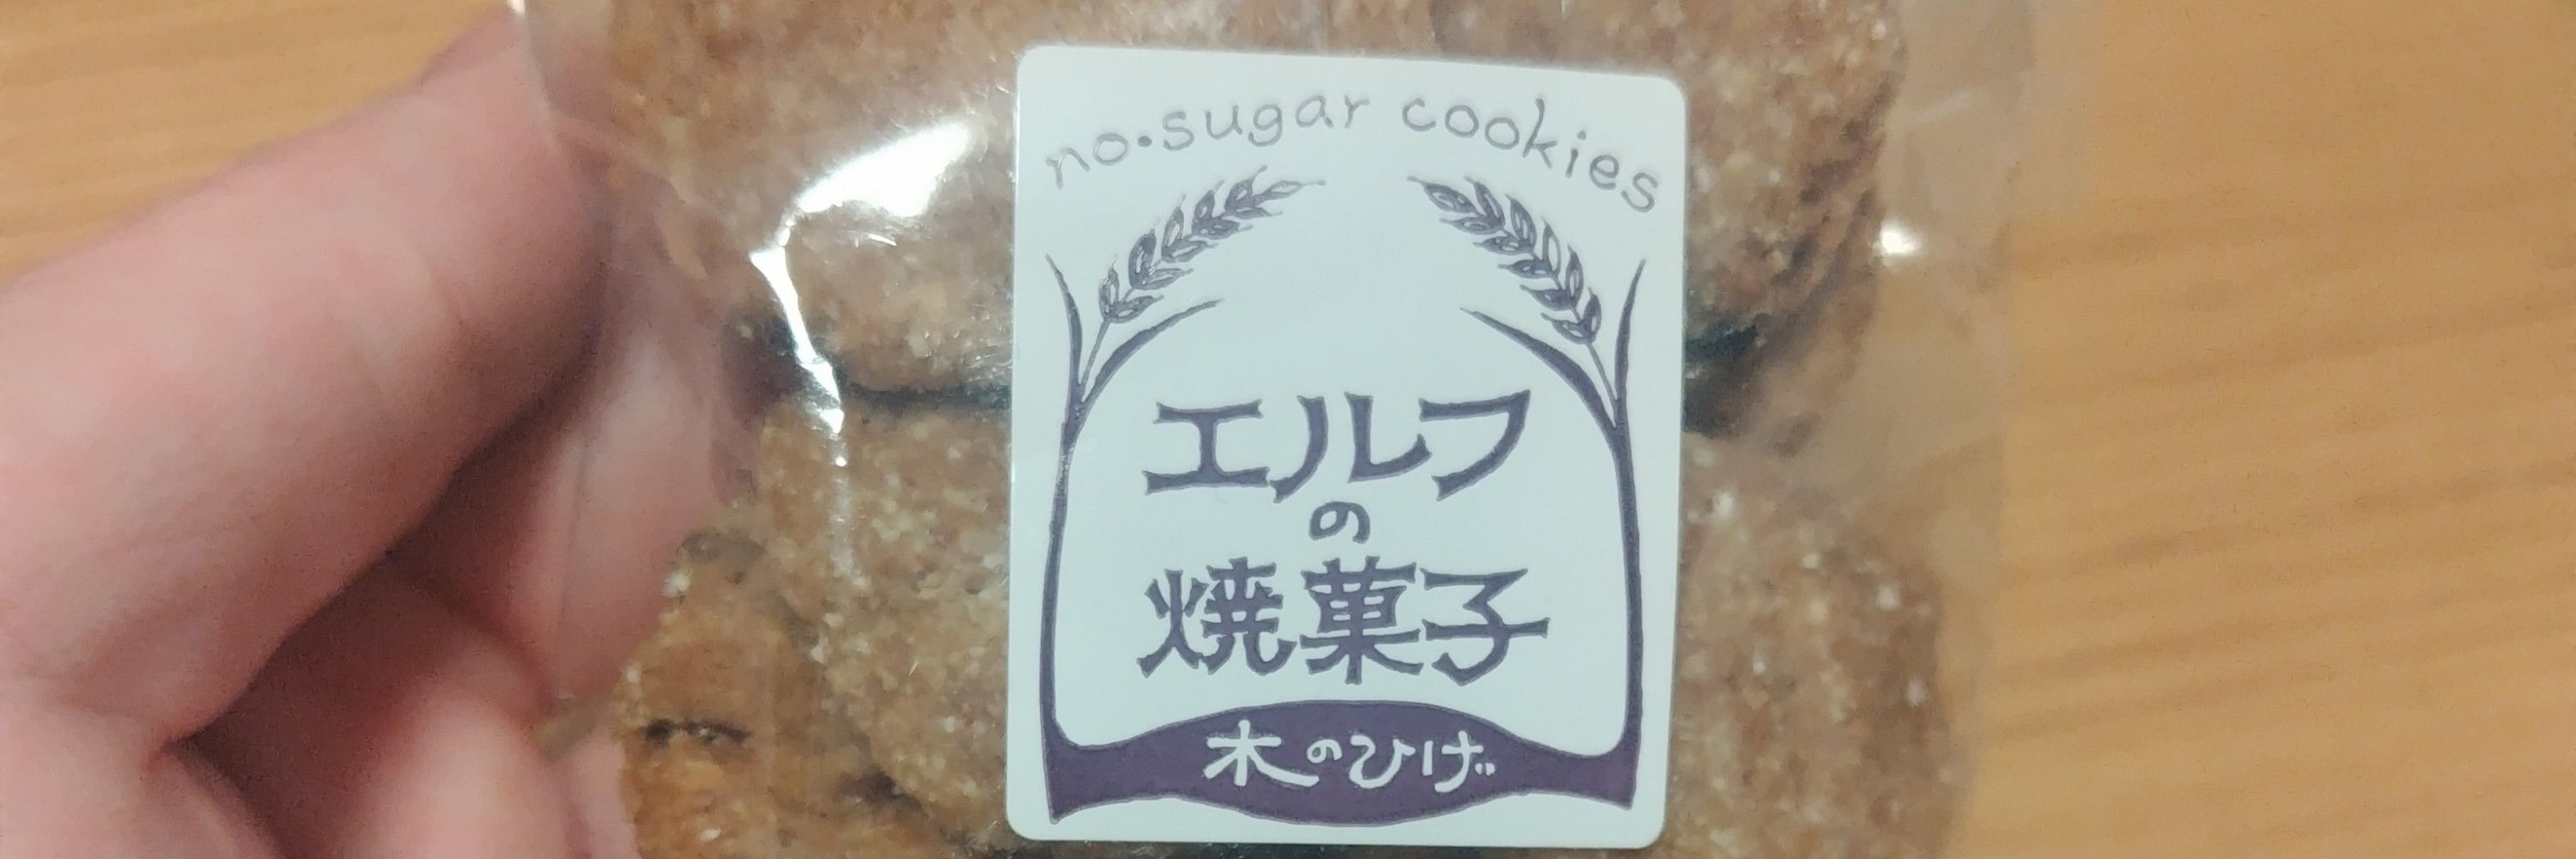 no・sugar cookies
エルフ
の
焼菓子
木のひげ